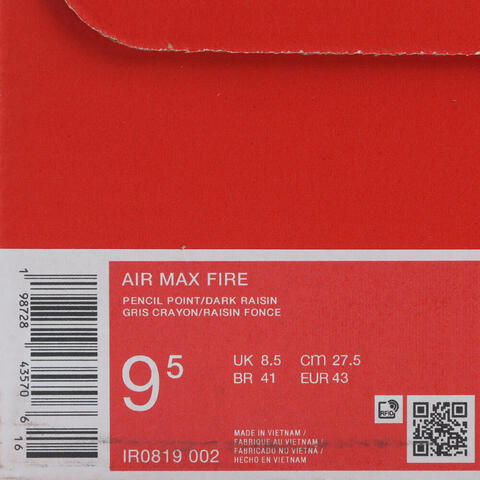 AIR MAX FIRE
PENCIL POINT/DARK RAISIN
GRIS CRAYON/RAISIN FONCE
9⁵
UK 8.5 cm 27.5
BR 41 EUR 43
MADE IN VIETNAM /
FABRIQUE AU VIETNAM /
FABRICADO NO VIETNÃ /
HECHO EN VIETNAM
IR0819 002
RFID
1 98728 43570 6 16